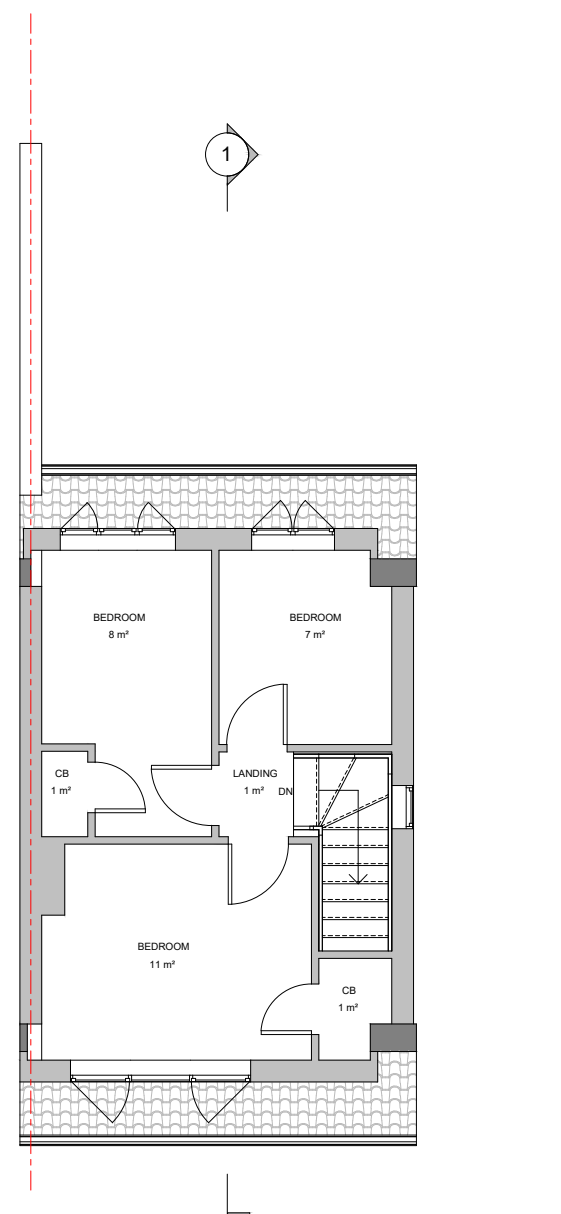 1
BEDROOM
8 m²
BEDROOM
7 m²
CB
1 m²
LANDING
1 m²
DN
BEDROOM
11 m²
CB
1 m²